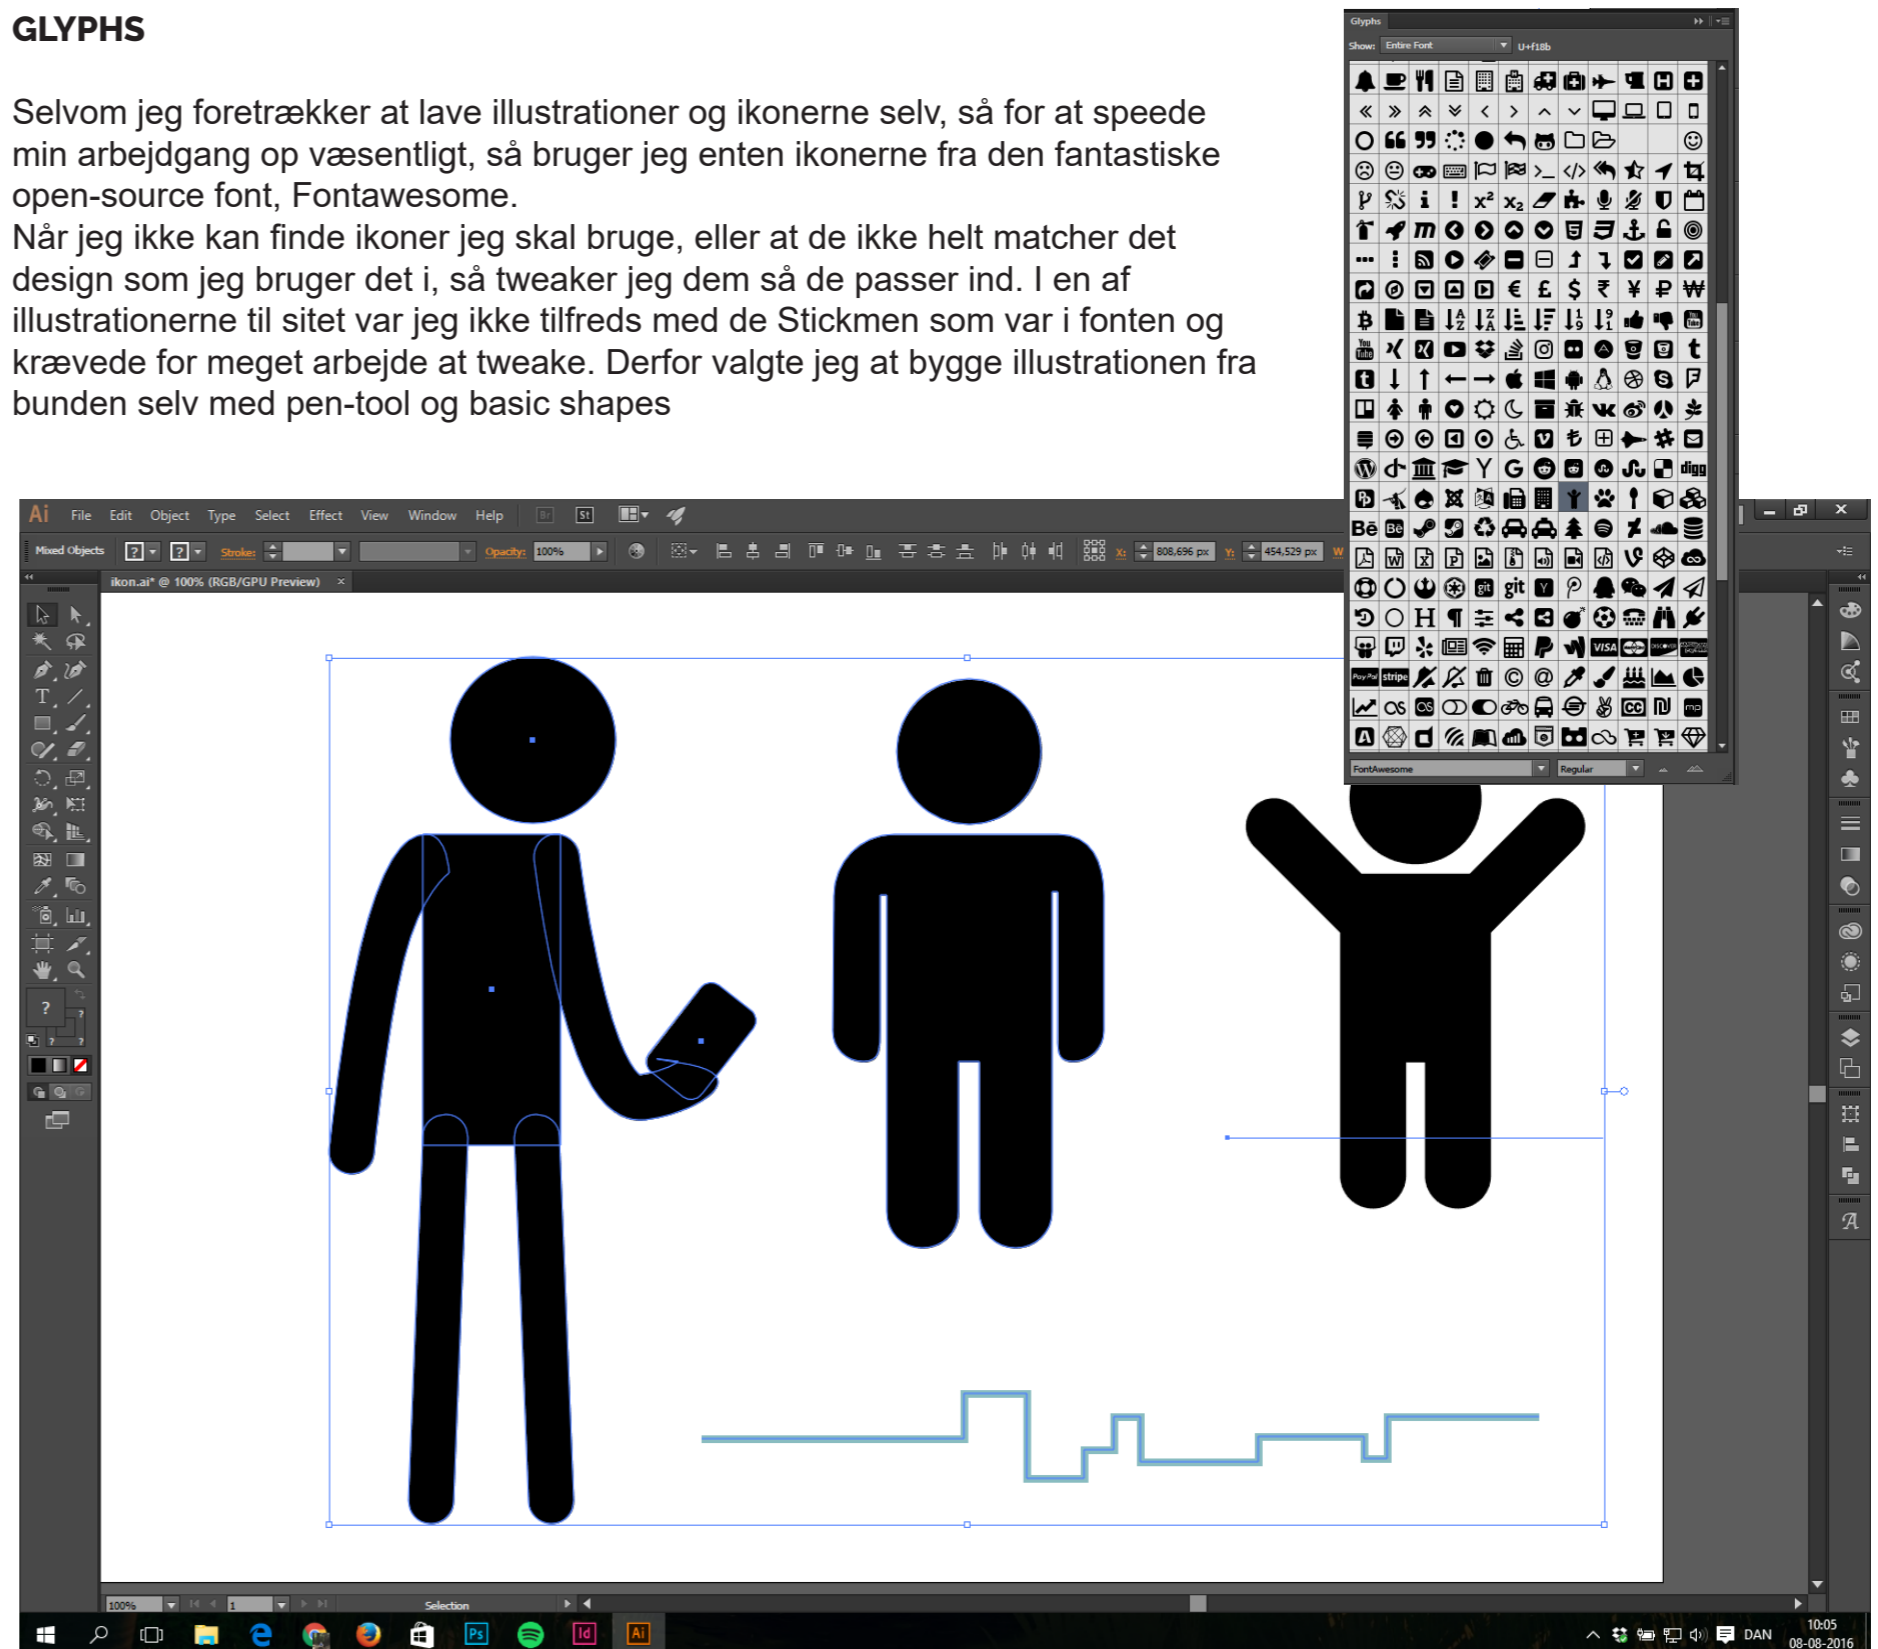 GLYPHS
Selvom jeg foretrækker at lave illustrationer og ikonerne selv, så for at speede
min arbejdgang op væsentligt, så bruger jeg enten ikonerne fra den fantastiske
open-source font, Fontawesome.
Når jeg ikke kan finde ikoner jeg skal bruge, eller at de ikke helt matcher det
design som jeg bruger det i, så tweaker jeg dem så de passer ind. I en af
illustrationerne til sitet var jeg ikke tilfreds med de Stickmen som var i fonten og
krævede for meget arbejde at tweake. Derfor valgte jeg at bygge illustrationen fra
bunden selv med pen-tool og basic shapes
Glyphs
Show: Entire Font U+f18b
FontAwesome Regular
Ai File Edit Object Type Select Effect View Window Help Br St
Mixed Objects Stroke: Opacity: 100% X: 808,696 px Y: 454,529 px W
ikon.ai* @ 100% (RGB/GPU Preview) ×
100% 1 Selection
Ps Id Ai DAN 10:05
08-08-2016